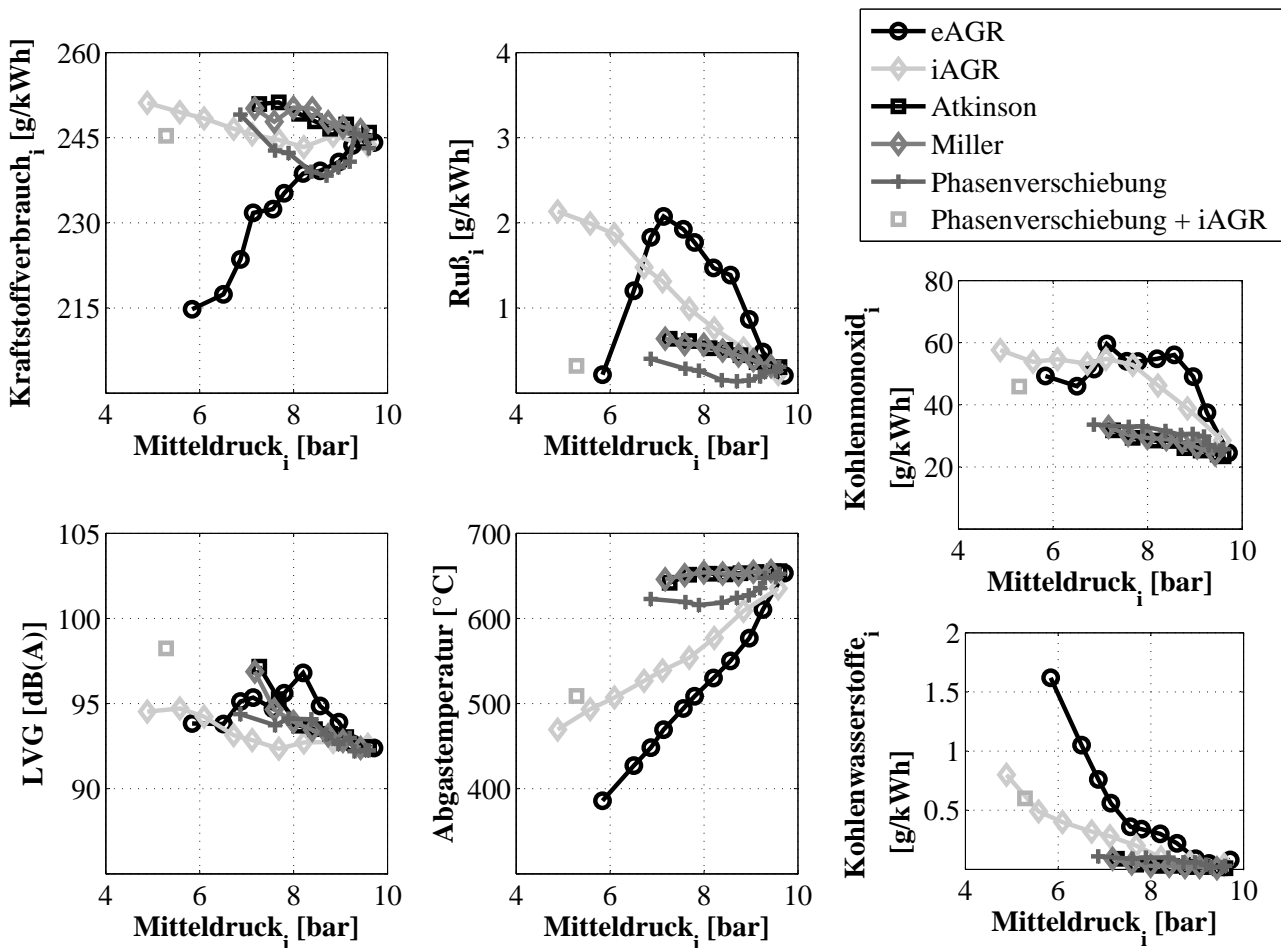 eAGR
iAGR
Atkinson
Miller
Phasenverschiebung
Phasenverschiebung + iAGR
Kraftstoffverbrauch_i [g/kWh]
260
245
230
215
4 6 8 10
Mitteldruck_i [bar]
Ruß_i [g/kWh]
4
3
2
1
4 6 8 10
Mitteldruck_i [bar]
Kohlenmonoxid_i
[g/kWh]
80
60
40
20
4 6 8 10
Mitteldruck_i [bar]
LVG [dB(A)]
105
100
95
90
4 6 8 10
Mitteldruck_i [bar]
Abgastemperatur [°C]
700
600
500
400
4 6 8 10
Mitteldruck_i [bar]
Kohlenwasserstoffe_i
[g/kWh]
2
1.5
1
0.5
4 6 8 10
Mitteldruck_i [bar]